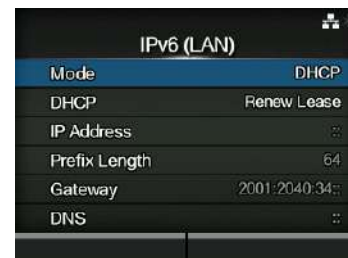 IPv6 (LAN)
Mode DHCP
DHCP Renew Lease
IP Address ::
Prefix Length 64
Gateway 2001:2040:34::
DNS ::